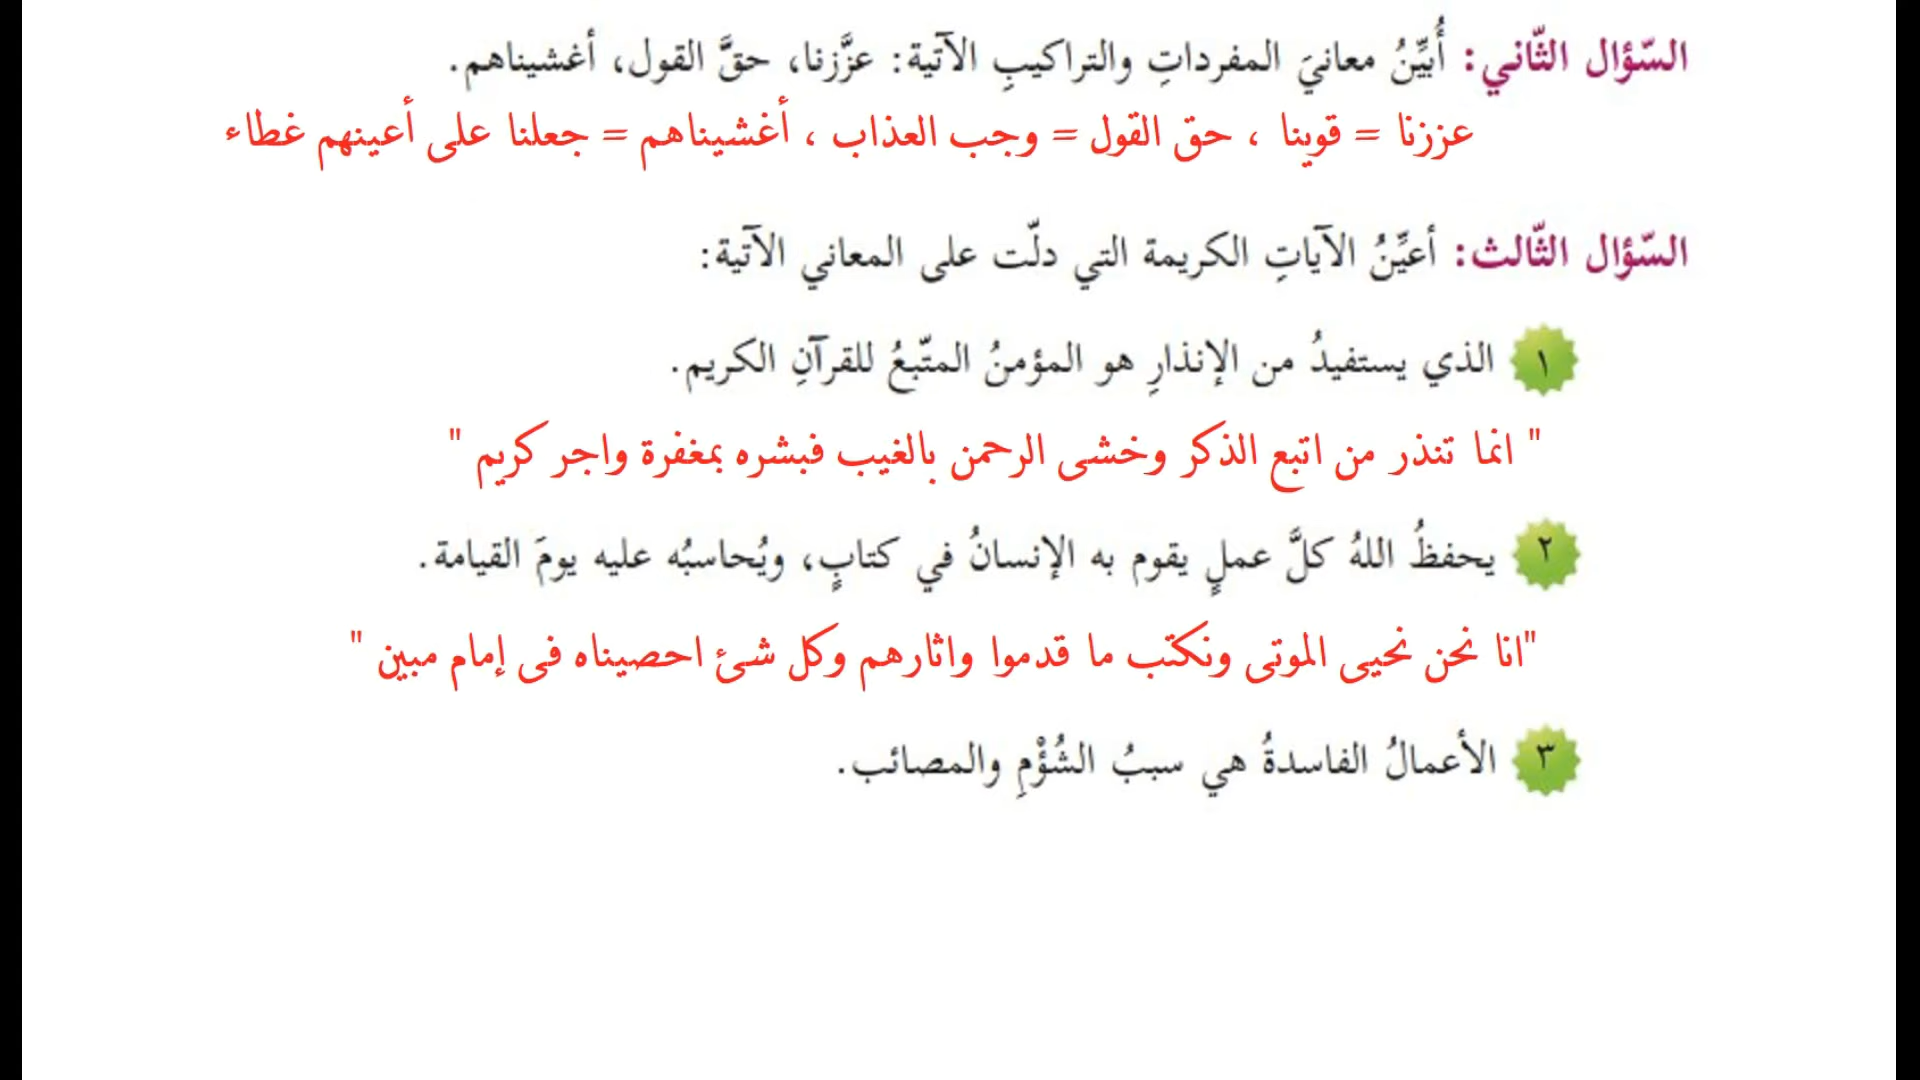 السّؤال الثّاني: أُبيِّنُ معانيَ المفرداتِ والتراكيبِ الآتية: عزَّزنا، حقَّ القول، أغشيناهم.
عززنا = قوينا ، حق القول = وجب العذاب ، أغشيناهم = جعلنا على أعينهم غطاء
السّؤال الثّالث: أعيِّنُ الآياتِ الكريمة التي دلّت على المعاني الآتية:
١ الذي يستفيدُ من الإنذارِ هو المؤمنُ المتّبعُ للقرآنِ الكريم.
" انما تنذر من اتبع الذكر وخشى الرحمن بالغيب فبشره بمغفرة واجر كريم "
٢ يحفظُ اللهُ كلَّ عملٍ يقوم به الإنسانُ في كتابٍ، ويُحاسبُه عليه يومَ القيامة.
"انا نحن نحيى الموتى ونكتب ما قدموا واثارهم وكل شئ احصيناه فى إمام مبين "
٣ الأعمالُ الفاسدةُ هي سببُ الشُؤْمِ والمصائب.